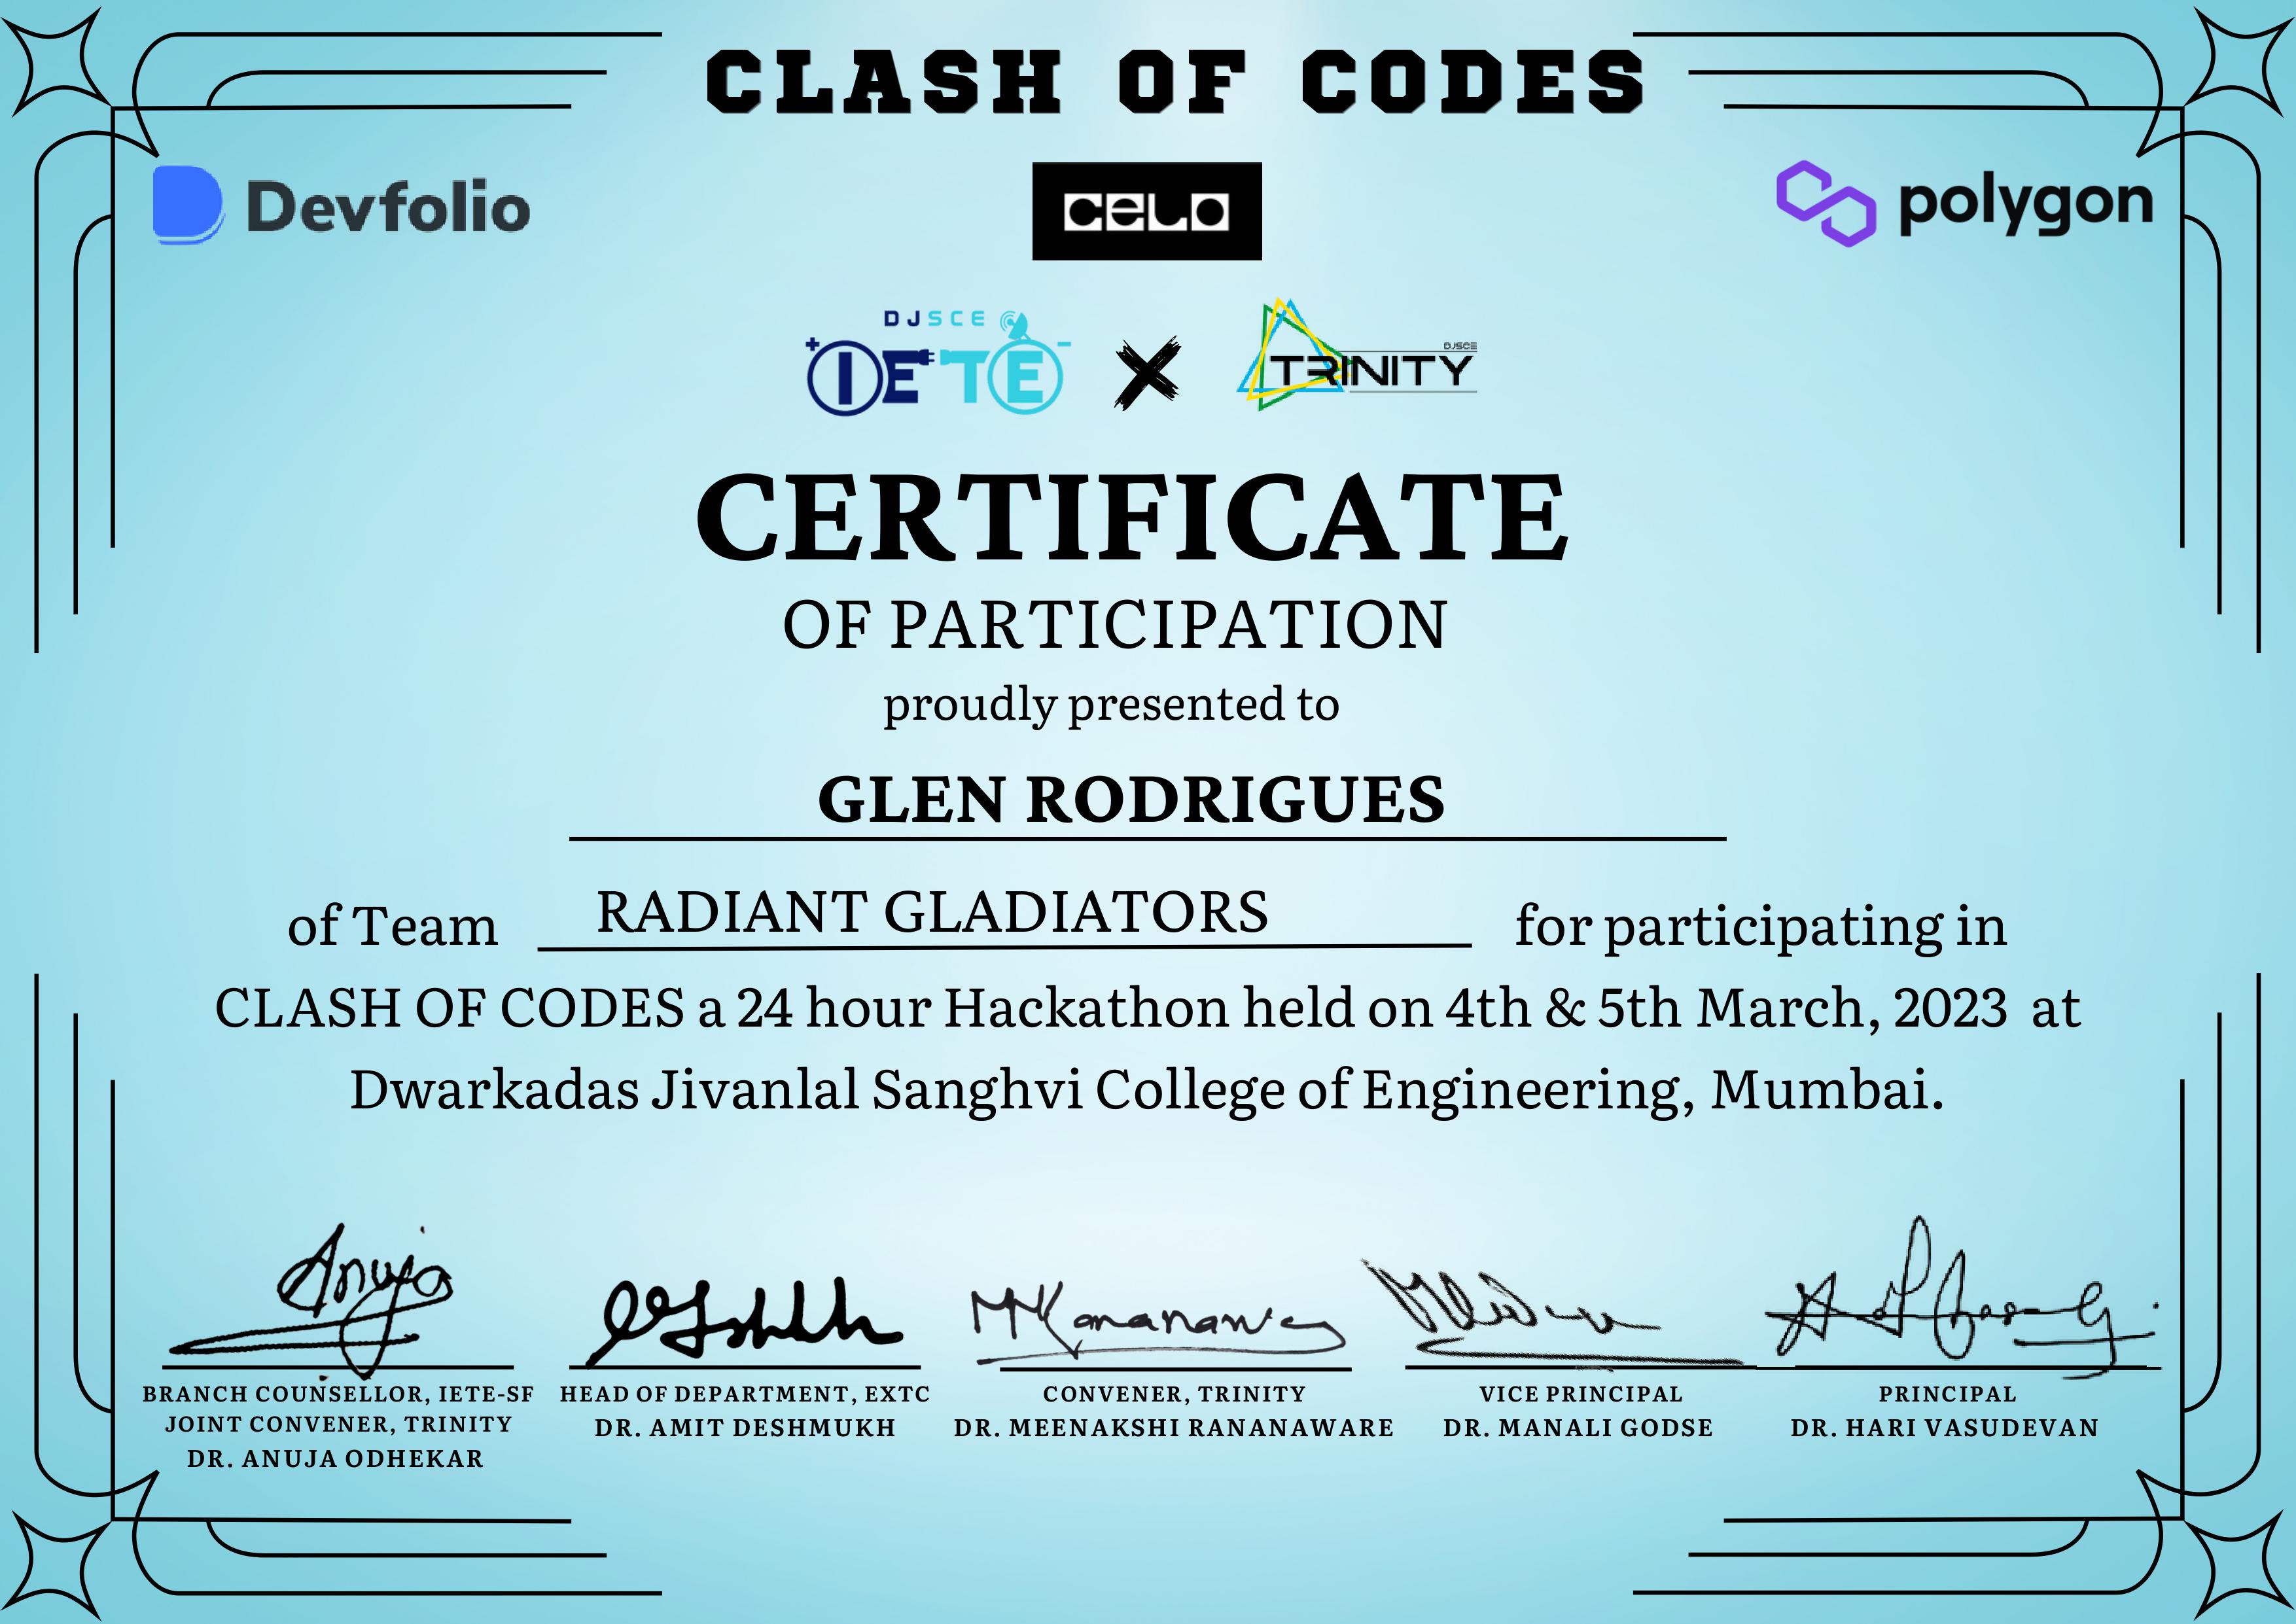 CLASH OF CODES
Devfolio
CELO
polygon
DJSCE
IETE
DJSCE
TRINITY
CERTIFICATE
OF PARTICIPATION
proudly presented to
GLEN RODRIGUES
of Team RADIANT GLADIATORS for participating in
CLASH OF CODES a 24 hour Hackathon held on 4th & 5th March, 2023 at
Dwarkadas Jivanlal Sanghvi College of Engineering, Mumbai.
Anuja
BRANCH COUNSELLOR, IETE-SF
JOINT CONVENER, TRINITY
DR. ANUJA ODHEKAR
HEAD OF DEPARTMENT, EXTC
DR. AMIT DESHMUKH
CONVENER, TRINITY
DR. MEENAKSHI RANANAWARE
VICE PRINCIPAL
DR. MANALI GODSE
PRINCIPAL
DR. HARI VASUDEVAN